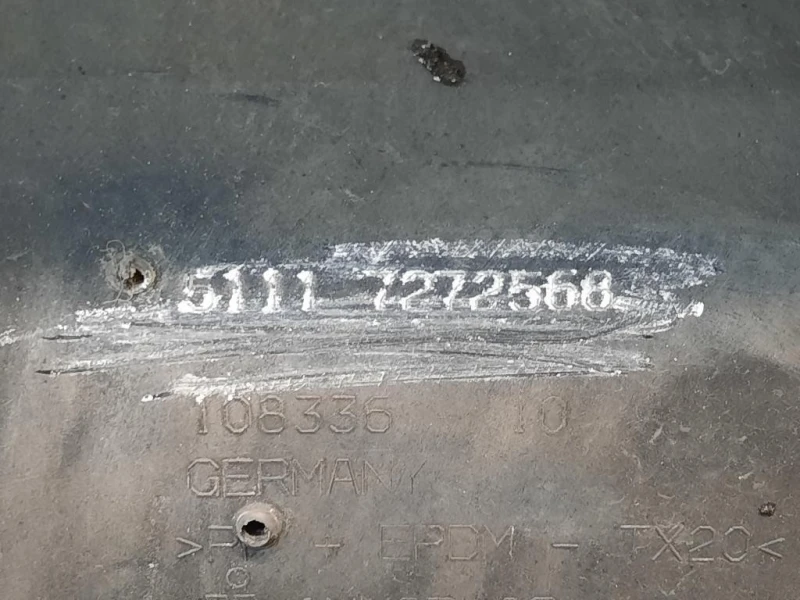 5111 7272568
108336 - 10
GERMANY
>P + EPDM - TX20<